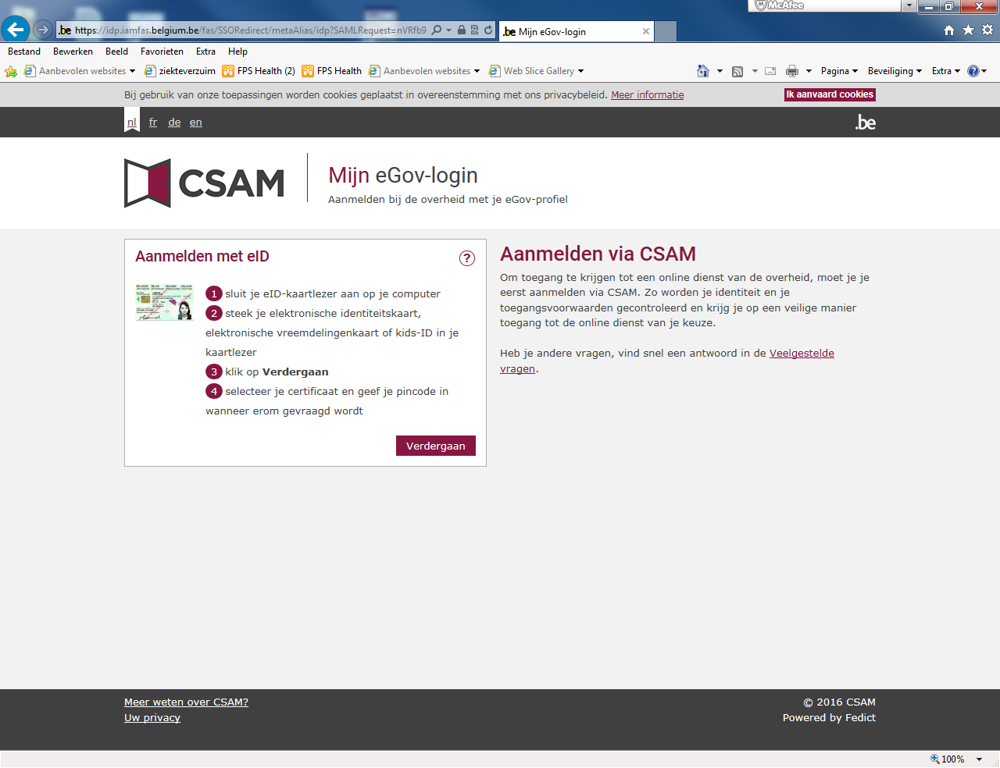 McAfee
.be https://idp.iamfas.belgium.be/fas/SSORedirect/metaAlias/idp?SAMLRequest=nVRfb9
.be Mijn eGov-login
Bestand Bewerken Beeld Favorieten Extra Help
Aanbevolen websites ziekteverzuim FPS Health (2) FPS Health Aanbevolen websites Web Slice Gallery Pagina Beveiliging Extra
Bij gebruik van onze toepassingen worden cookies geplaatst in overeenstemming met ons privacybeleid. Meer informatie Ik aanvaard cookies
nl fr de en .be
CSAM
Mijn eGov-login
Aanmelden bij de overheid met je eGov-profiel
Aanmelden met eID ?
1 sluit je eID-kaartlezer aan op je computer
2 steek je elektronische identiteitskaart,
elektronische vreemdelingenkaart of kids-ID in je
kaartlezer
3 klik op Verdergaan
4 selecteer je certificaat en geef je pincode in
wanneer erom gevraagd wordt
Verdergaan
Aanmelden via CSAM
Om toegang te krijgen tot een online dienst van de overheid, moet je je
eerst aanmelden via CSAM. Zo worden je identiteit en je
toegangsvoorwaarden gecontroleerd en krijg je op een veilige manier
toegang tot de online dienst van je keuze.
Heb je andere vragen, vind snel een antwoord in de Veelgestelde
vragen.
Meer weten over CSAM?
Uw privacy
© 2016 CSAM
Powered by Fedict
100%